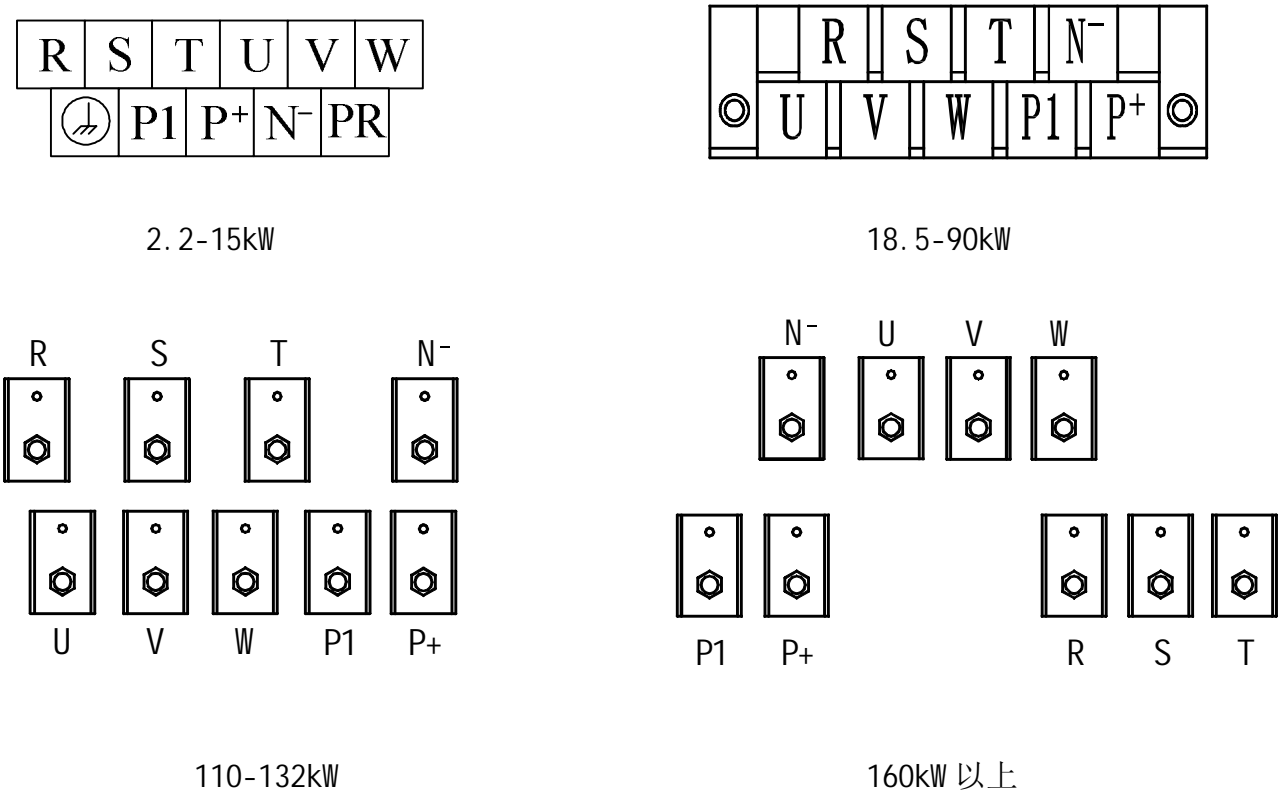 R S T U V W
P1 P+ N- PR
2.2-15kW
R S T N-
U V W P1 P+
18.5-90kW
R S T N-
U V W P1 P+
110-132kW
N- U V W
P1 P+ R S T
160kW 以上